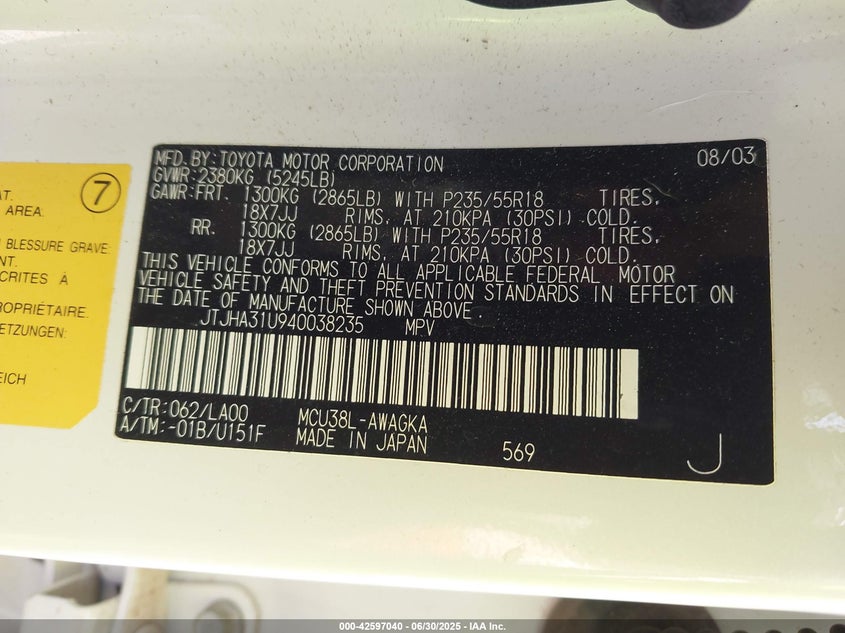 7
AT.
AREA.
BLESSURE GRAVE.
NT.
CRITES À
ROPRIÉTAIRE.
ETZUNGEN:
EICH
MFD.BY:TOYOTA MOTOR CORPORATION 08/03
GVWR:2380KG (5245LB)
GAWR:FRT. 1300KG (2865LB) WITH P235/55R18 TIRES,
18X7JJ RIMS, AT 210KPA (30PSI) COLD.
RR. 1300KG (2865LB) WITH P235/55R18 TIRES,
18X7JJ RIMS, AT 210KPA (30PSI) COLD.
THIS VEHICLE CONFORMS TO ALL APPLICABLE FEDERAL MOTOR
VEHICLE SAFETY AND THEFT PREVENTION STANDARDS IN EFFECT ON
THE DATE OF MANUFACTURE SHOWN ABOVE.
JTJHA31U940038235 MPV
C/TR:062/LA00 MCU38L-AWAGKA
A/TM:-01B/U151F MADE IN JAPAN 569 J
000-42597040 - 06/30/2025 - IAA Inc.